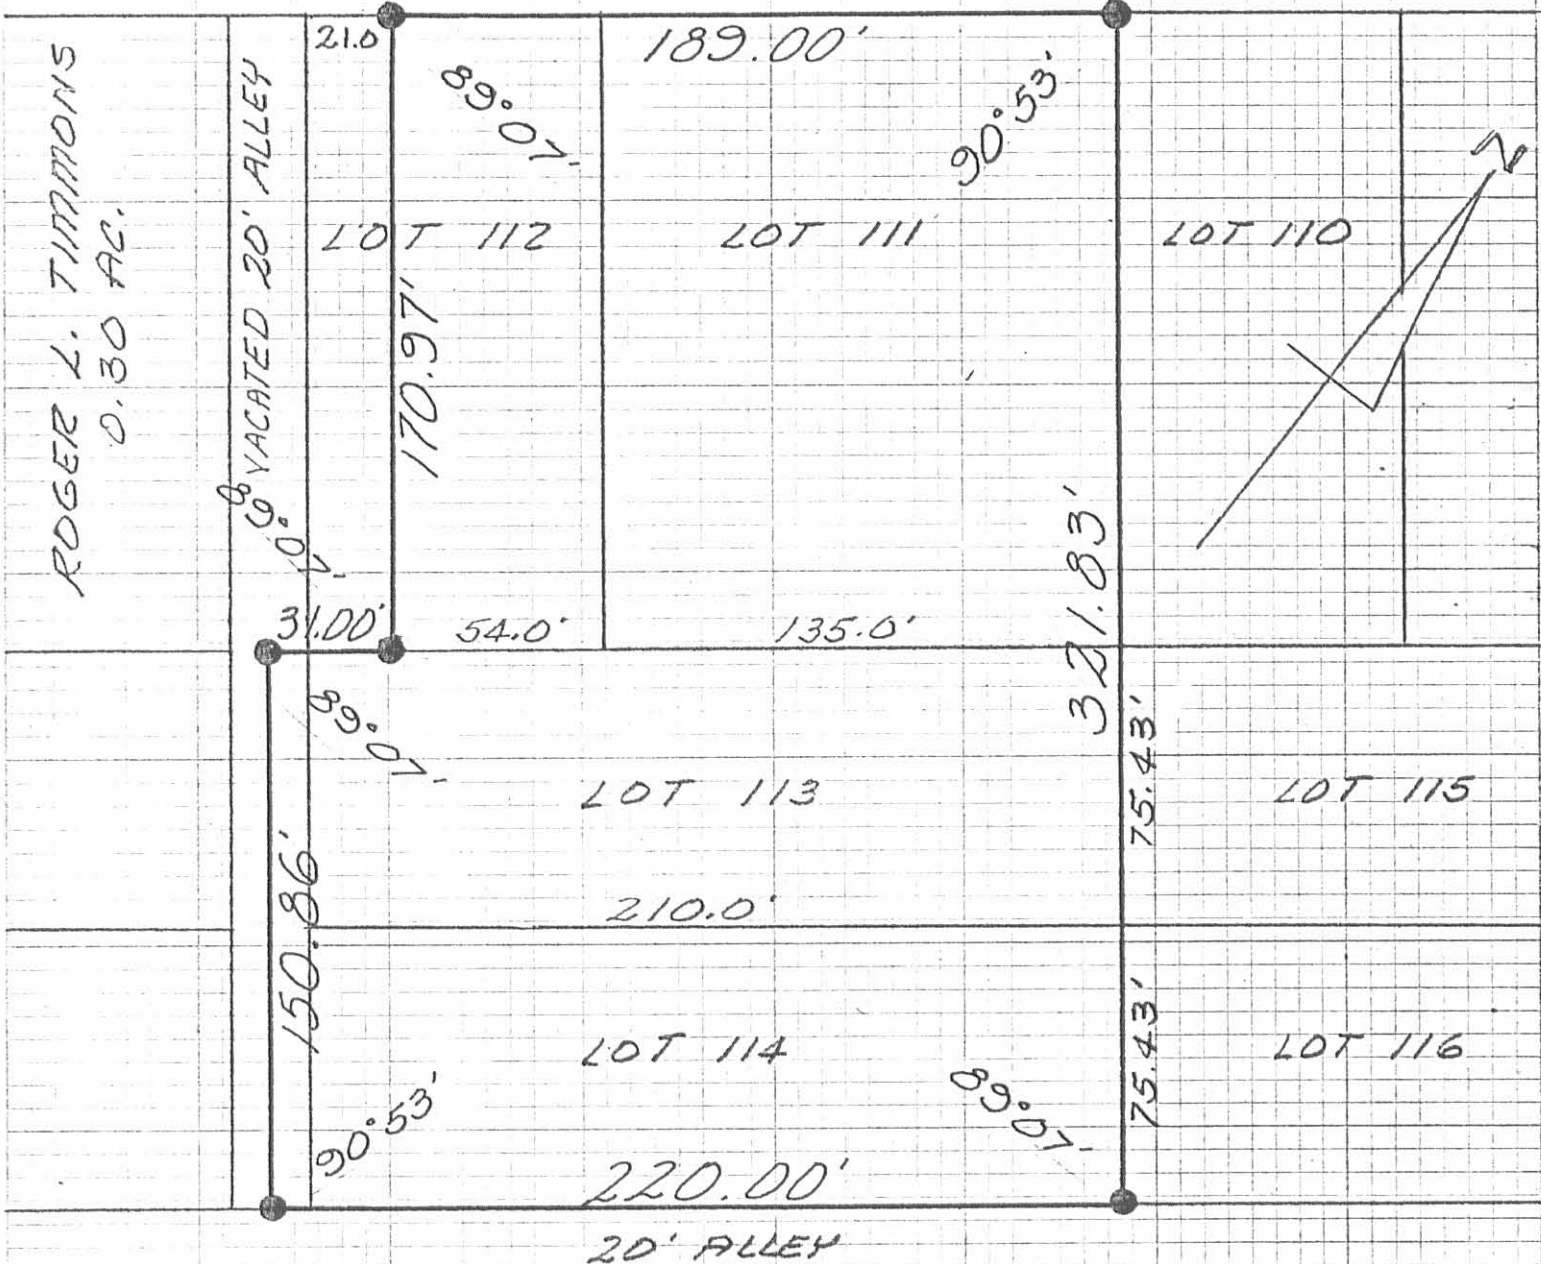 21.0
189.00'
ROGER L. TIMMONS
0.30 AC.
VACATED 20' ALLEY
89°07'
90°53'
N
LOT 112
LOT 111
LOT 110
170.97'
89°07'
321.83'
31.00'
54.0'
135.0'
89°07'
75.43'
LOT 113
LOT 115
150.86'
210.0'
LOT 114
75.43'
LOT 116
90°53'
89°07'
220.00'
20' ALLEY